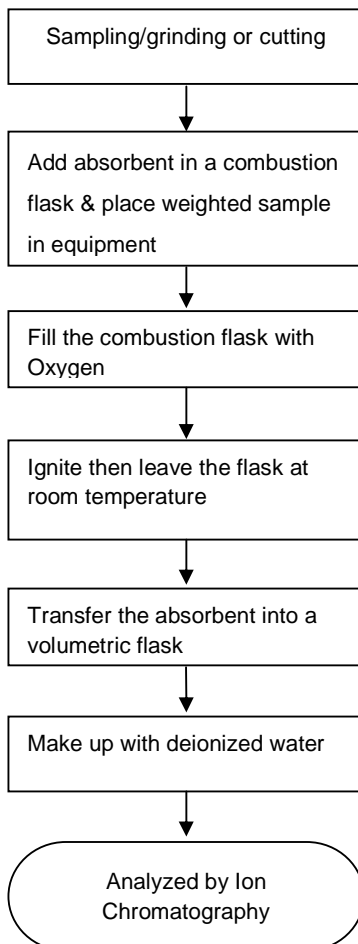 Sampling/grinding or cutting
Add absorbent in a combustion
flask & place weighted sample
in equipment
Fill the combustion flask with
Oxygen
Ignite then leave the flask at
room temperature
Transfer the absorbent into a
volumetric flask
Make up with deionized water
Analyzed by Ion
Chromatography